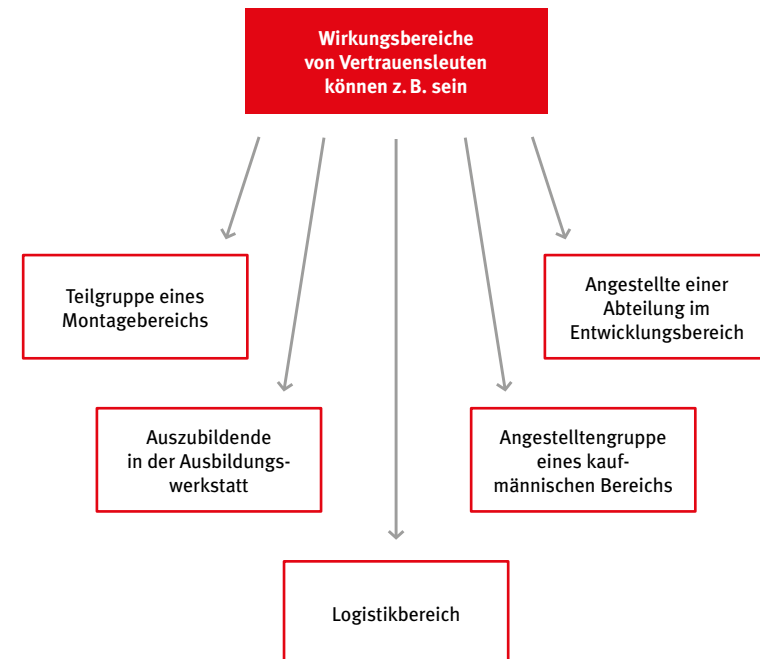 Wirkungsbereiche
von Vertrauensleuten
können z. B. sein
Teilgruppe eines
Montagebereichs
Angestellte einer
Abteilung im
Entwicklungsbereich
Auszubildende
in der Ausbildungs-
werkstatt
Angestelltengruppe
eines kauf-
männischen Bereichs
Logistikbereich